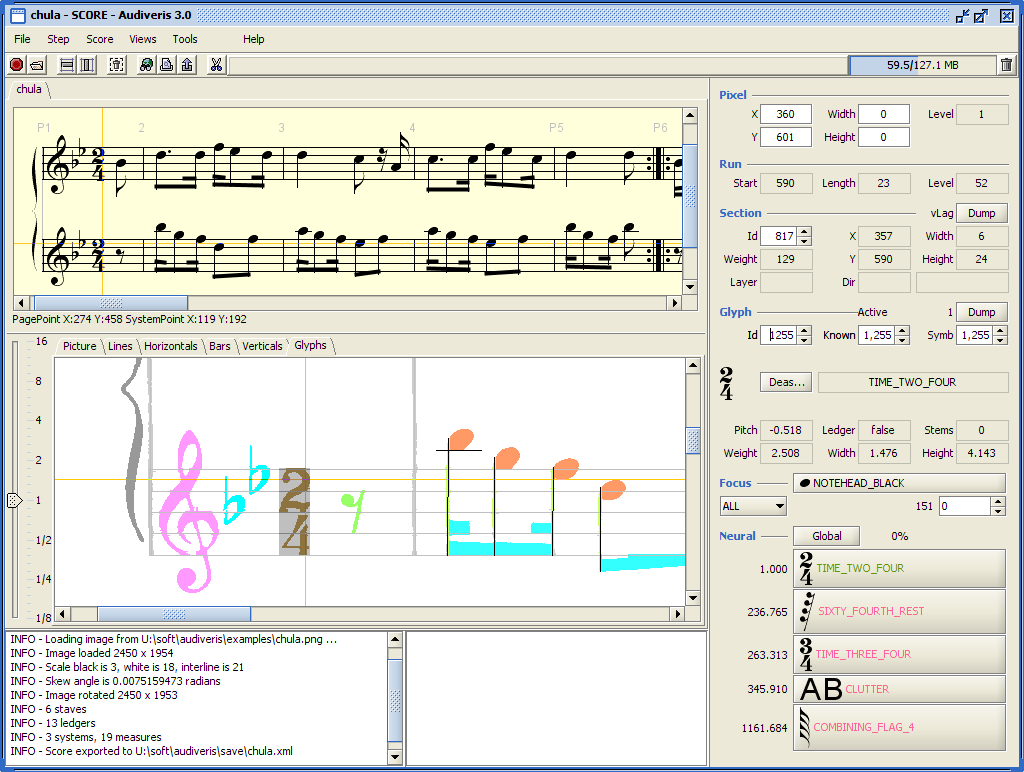 chula - SCORE - Audiveris 3.0
File Step Score Views Tools Help
59.5/127.1 MB
chula
P1 2 3 4 P5 P6
PagePoint X:274 Y:458 SystemPoint X:119 Y:192
Picture Lines Horizontals Bars Verticals Glyphs
16
8
4
2
1
1/2
1/4
1/8
INFO - Loading image from U:\soft\audiveris\examples\chula.png ...
INFO - Image loaded 2450 x 1954
INFO - Scale black is 3, white is 18, interline is 21
INFO - Skew angle is 0.0075159473 radians
INFO - Image rotated 2450 x 1953
INFO - 6 staves
INFO - 13 ledgers
INFO - 3 systems, 19 measures
INFO - Score exported to U:\soft\audiveris\save\chula.xml
Pixel
X 360 Width 0 Level 1
Y 601 Height 0
Run
Start 590 Length 23 Level 52
Section vLag Dump
Id 817 X 357 Width 6
Weight 129 Y 590 Height 24
Layer Dir
Glyph Active 1 Dump
Id 1255 Known 1,255 Symb 1,255
2
4
Deas... TIME_TWO_FOUR
Pitch -0.518 Ledger false Stems 0
Weight 2.508 Width 1.476 Height 4.143
Focus NOTEHEAD_BLACK
ALL 151 0
Neural Global 0%
1.000 TIME_TWO_FOUR
236.765 SIXTY_FOURTH_REST
263.313 TIME_THREE_FOUR
345.910 AB CLUTTER
1161.684 COMBINING_FLAG_4